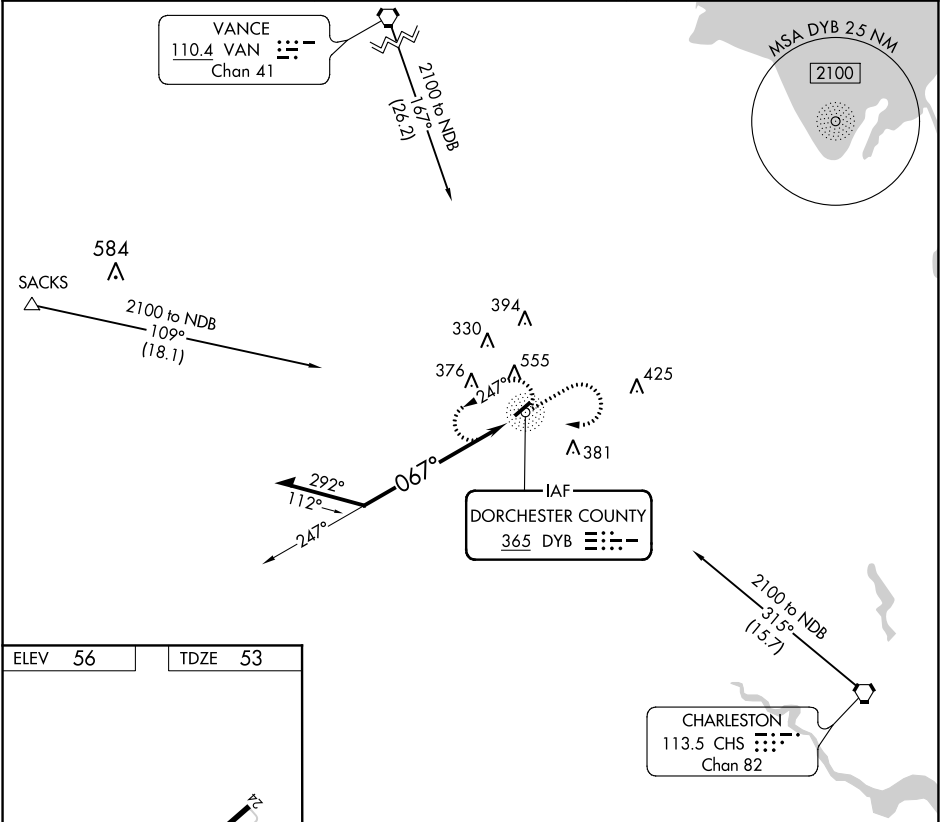 VANCE
110.4 VAN
Chan 41
2100 to NDB
167°
(26.2)
MSA DYB 25 NM
2100
584
SACKS
2100 to NDB
109°
(18.1)
394
330
376
555
425
247°
381
067°
292°
112°
247°
IAF
DORCHESTER COUNTY
365 DYB
2100 to NDB
315°
(15.7)
ELEV 56
TDZE 53
CHARLESTON
113.5 CHS
Chan 82
24